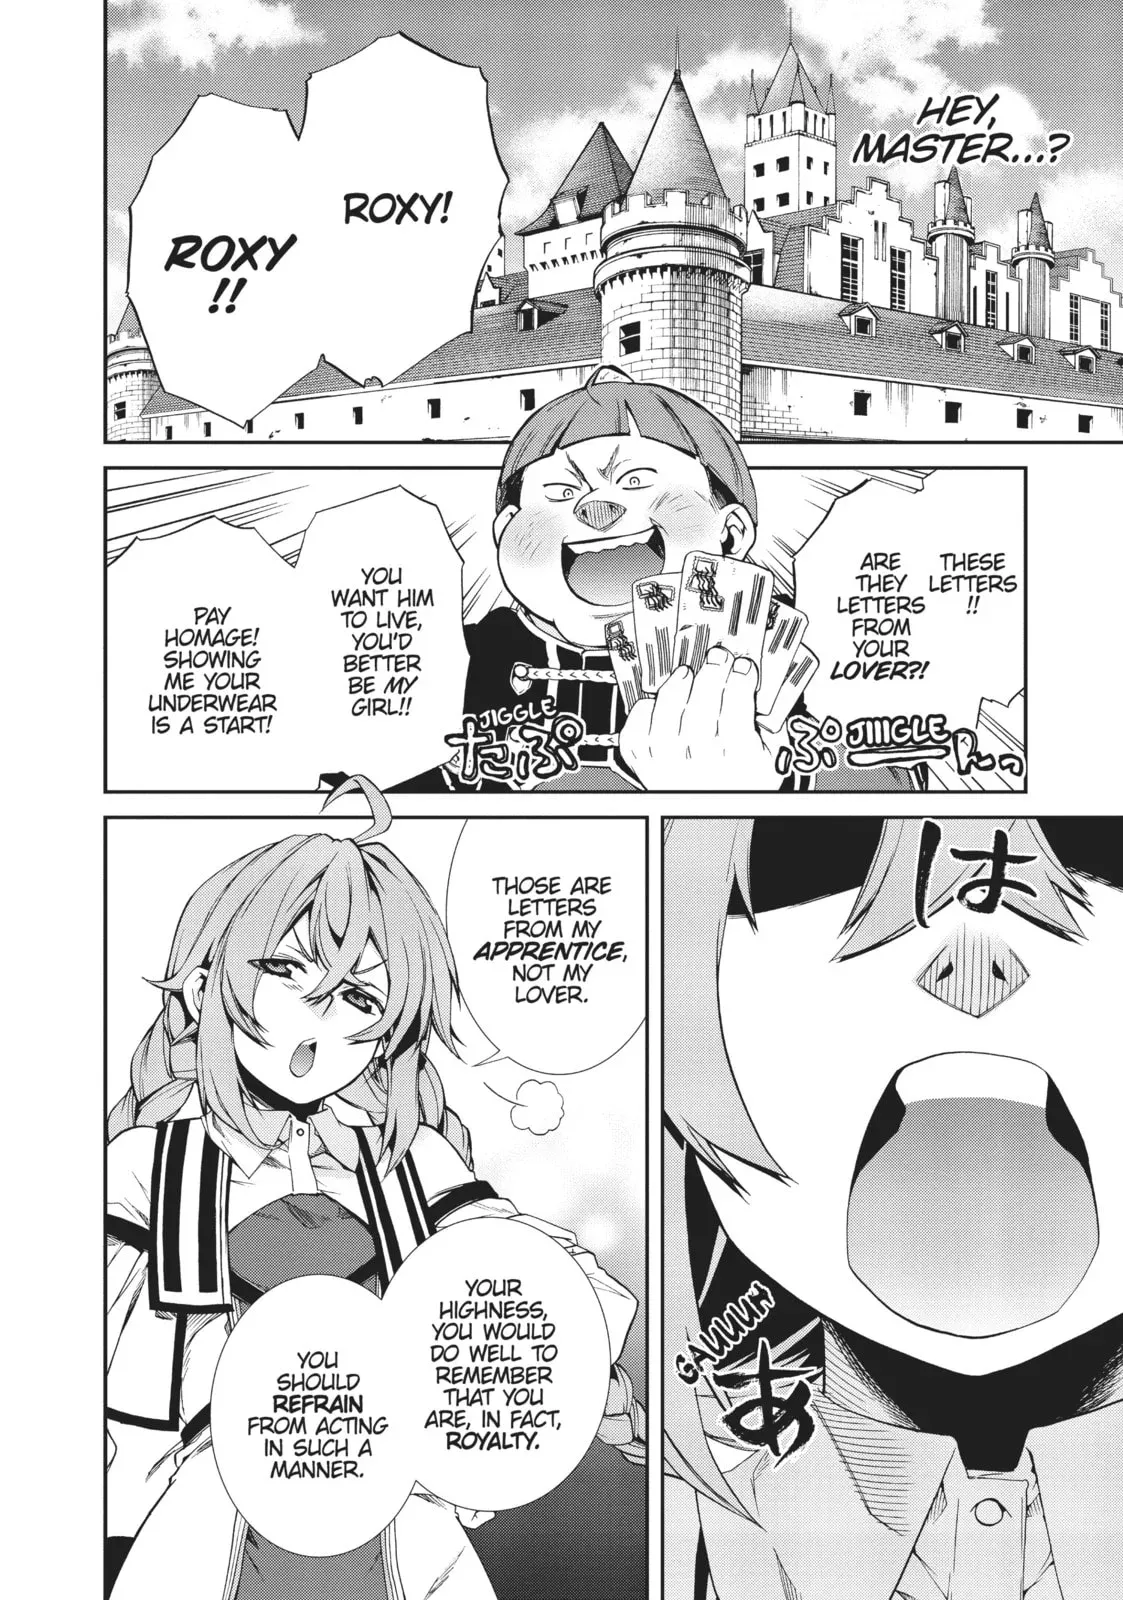 HEY,
MASTER...?
ROXY!
ROXY
!!
THESE
LETTERS
!!
ARE
THEY
LETTERS
FROM
YOUR
LOVER?!
YOU
WANT HIM
TO LIVE,
YOU'D
BETTER
BE MY
GIRL!!
PAY
HOMAGE!
SHOWING
ME YOUR
UNDERWEAR
IS A START!
JIGGLE
たぷ
JIIIGLE
ぷ
んっ
は
GAUUUH
あ
THOSE ARE
LETTERS
FROM MY
APPRENTICE,
NOT MY
LOVER.
YOUR
HIGHNESS,
YOU WOULD
DO WELL TO
REMEMBER
THAT YOU
ARE, IN FACT,
ROYALTY.
YOU
SHOULD
REFRAIN
FROM ACTING
IN SUCH A
MANNER.